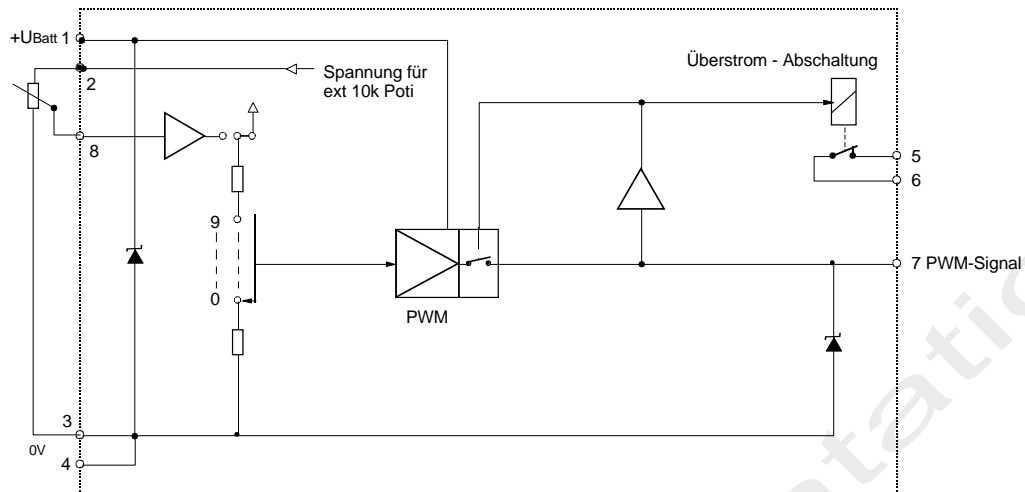 +UBatt 1
2
Spannung für
ext 10k Poti
8
9
0
PWM
3
0V
4
Überstrom - Abschaltung
5
6
7 PWM-Signal